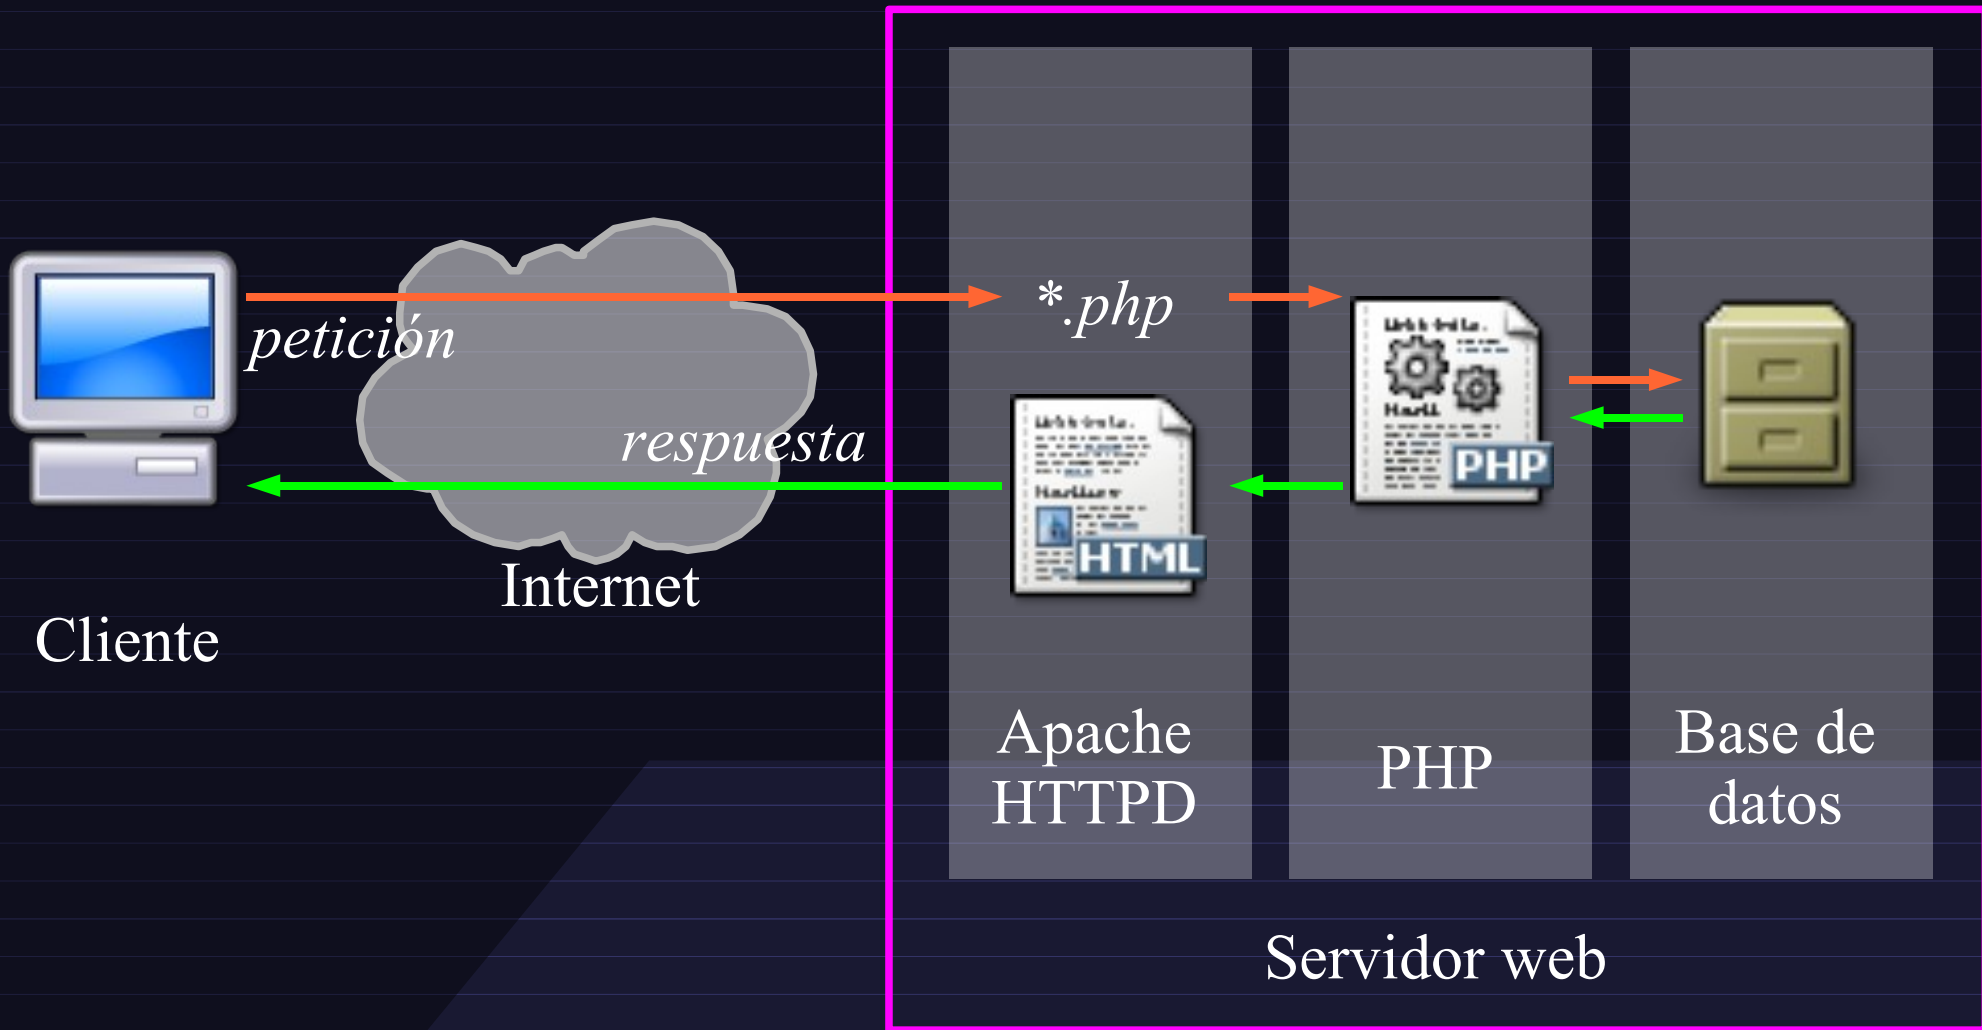 *.php
petición
PHP
respuesta
HTML
Internet
Cliente
Apache
HTTPD
PHP
Base de
datos
Servidor web